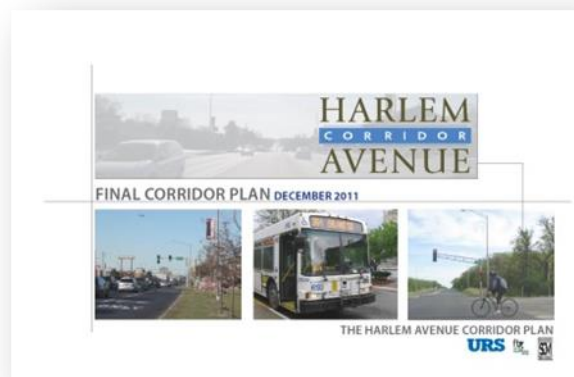 HARLEM
CORRIDOR
AVENUE
FINAL CORRIDOR PLAN DECEMBER 2011
THE HARLEM AVENUE CORRIDOR PLAN
URS